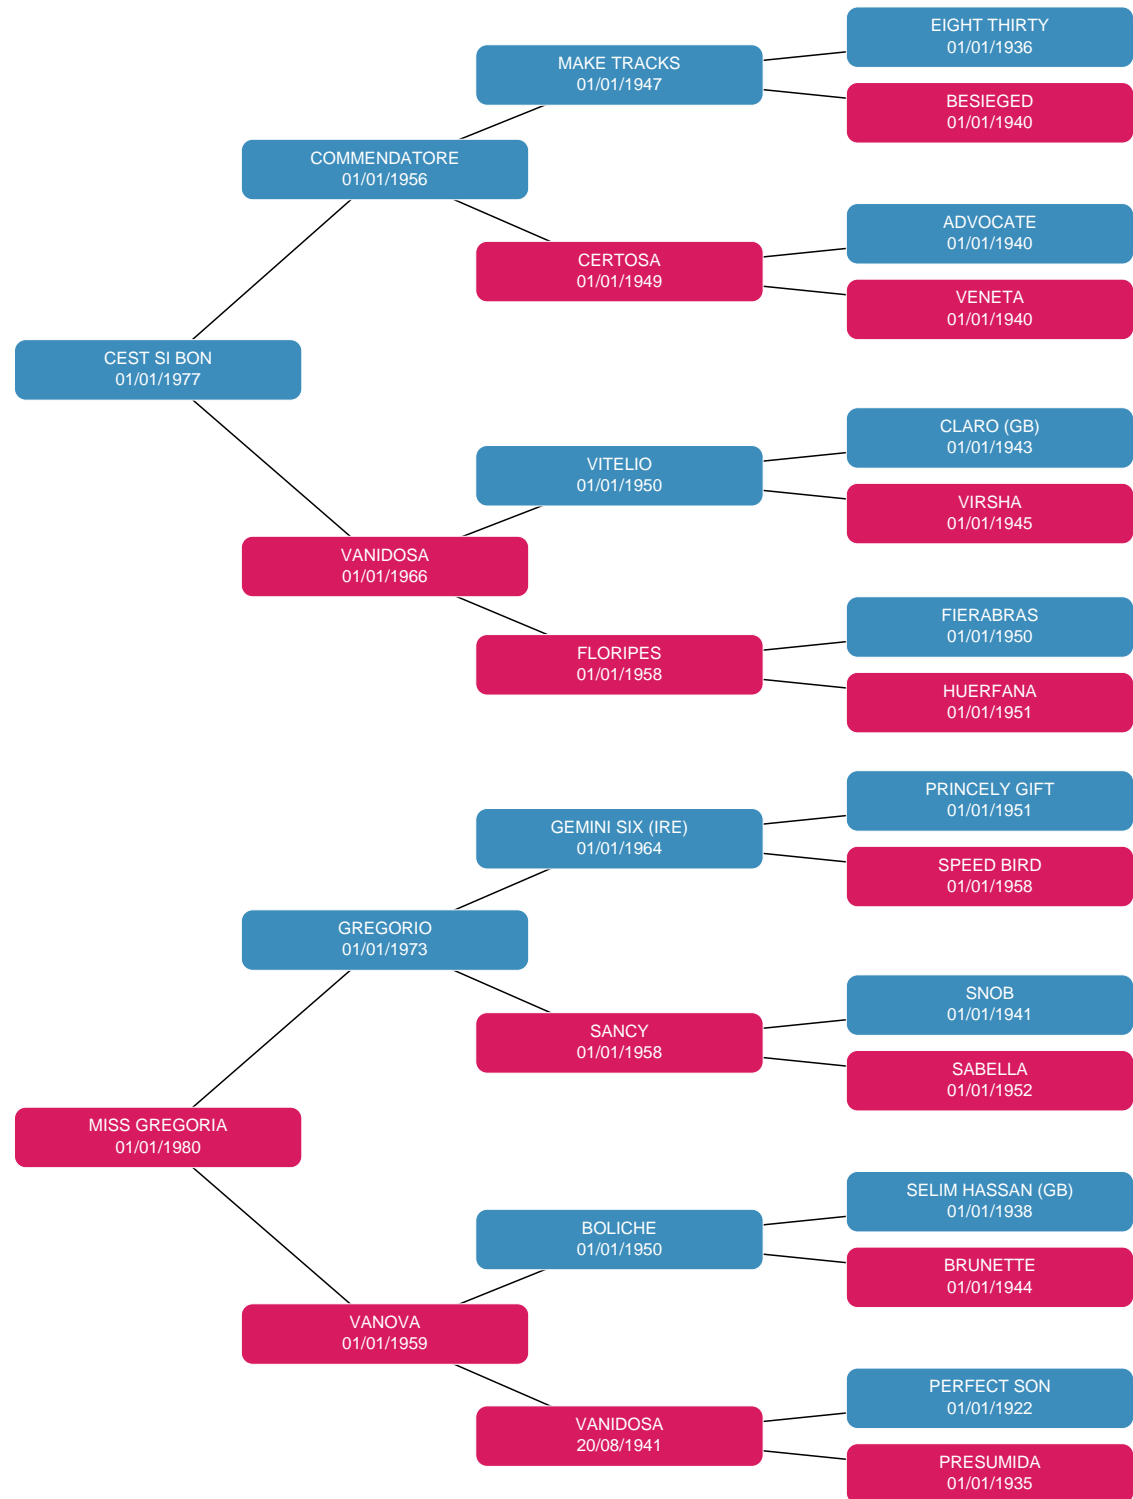 EIGHT THIRTY
01/01/1936
MAKE TRACKS
01/01/1947
BESIEGED
01/01/1940
COMMENDATORE
01/01/1956
ADVOCATE
01/01/1940
CERTOSA
01/01/1949
VENETA
01/01/1940
CEST SI BON
01/01/1977
CLARO (GB)
01/01/1943
VITELIO
01/01/1950
VIRSHA
01/01/1945
VANIDOSA
01/01/1966
FIERABRAS
01/01/1950
FLORIPES
01/01/1958
HUERFANA
01/01/1951
PRINCELY GIFT
01/01/1951
GEMINI SIX (IRE)
01/01/1964
SPEED BIRD
01/01/1958
GREGORIO
01/01/1973
SNOB
01/01/1941
SANCY
01/01/1958
SABELLA
01/01/1952
MISS GREGORIA
01/01/1980
SELIM HASSAN (GB)
01/01/1938
BOLICHE
01/01/1950
BRUNETTE
01/01/1944
VANOVA
01/01/1959
PERFECT SON
01/01/1922
VANIDOSA
20/08/1941
PRESUMIDA
01/01/1935